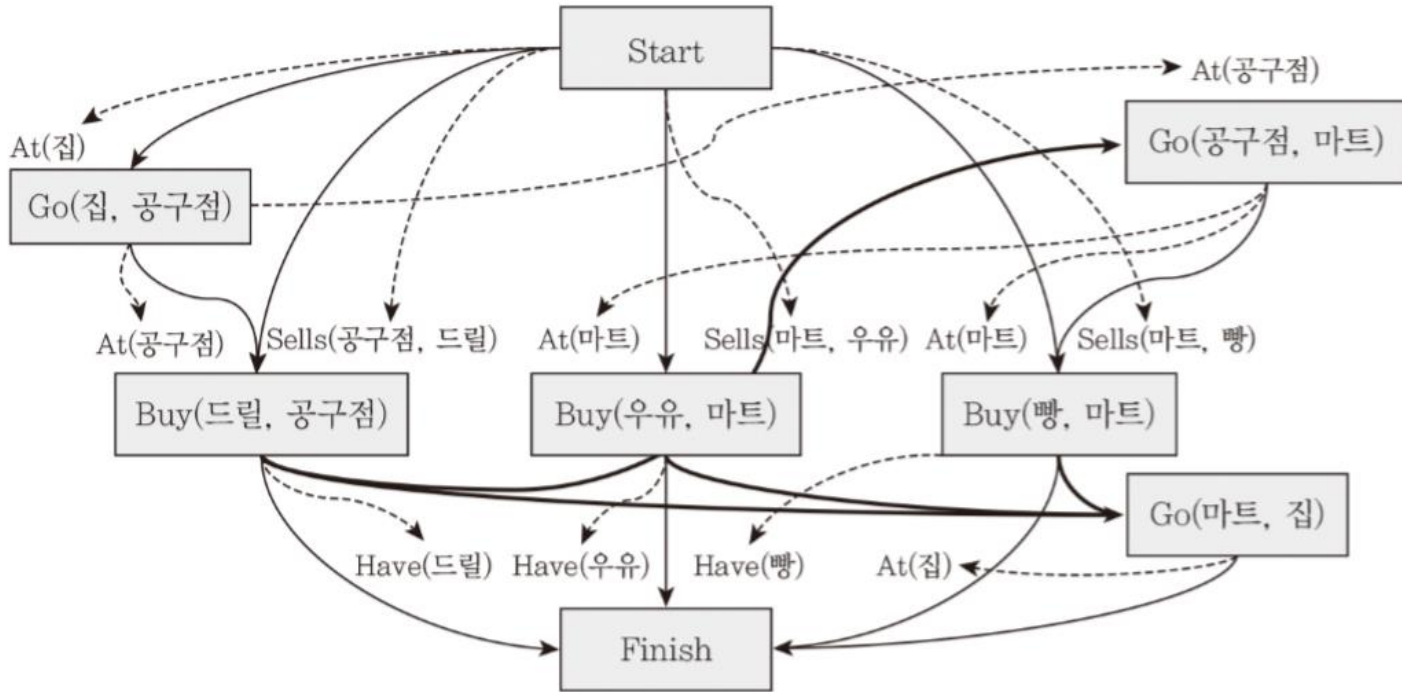 Start
At(공구점)
Go(공구점, 마트)
At(집)
Go(집, 공구점)
At(공구점)
Sells(공구점, 드릴)
At(마트)
Sells(마트, 우유)
At(마트)
Sells(마트, 빵)
Buy(드릴, 공구점)
Buy(우유, 마트)
Buy(빵, 마트)
Go(마트, 집)
Have(드릴)
Have(우유)
Have(빵)
At(집)
Finish